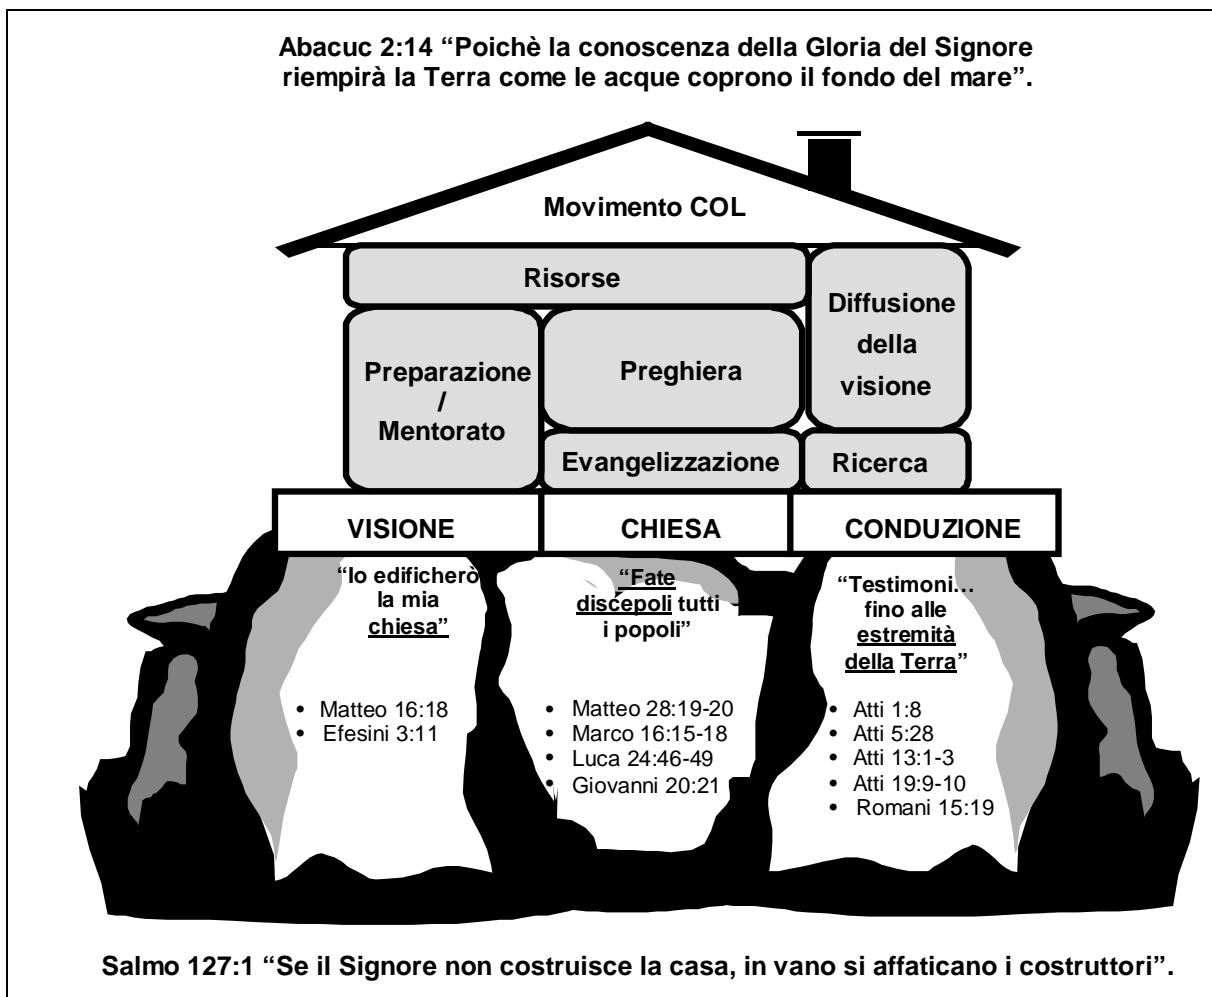 Abacuc 2:14 “Poichè la conoscenza della Gloria del Signore
riempirà la Terra come le acque coprono il fondo del mare”.
Movimento COL
Risorse
Diffusione
della
visione
Preparazione
/
Mentorato
Preghiera
Evangelizzazione
Ricerca
VISIONE
CHIESA
CONDUZIONE
“Io edificherò
la mia
chiesa”
• Matteo 16:18
• Efesini 3:11
“Fate
discepoli tutti
i popoli”
• Matteo 28:19-20
• Marco 16:15-18
• Luca 24:46-49
• Giovanni 20:21
“Testimoni…
fino alle
estremità
della Terra”
• Atti 1:8
• Atti 5:28
• Atti 13:1-3
• Atti 19:9-10
• Romani 15:19
Salmo 127:1 “Se il Signore non costruisce la casa, in vano si affaticano i costruttori”.